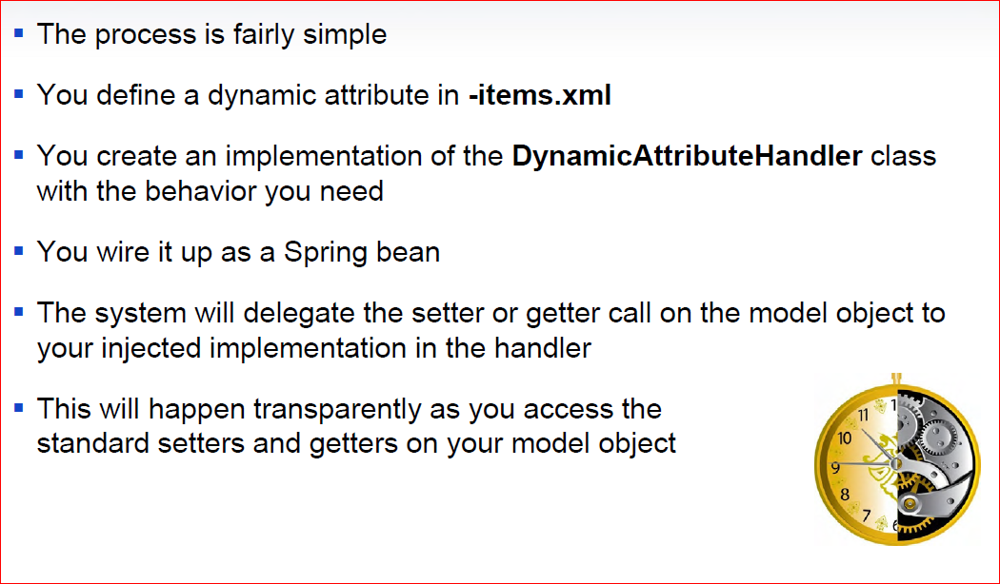 The process is fairly simple
You define a dynamic attribute in -items.xml
You create an implementation of the DynamicAttributeHandler class
with the behavior you need
You wire it up as a Spring bean
The system will delegate the setter or getter call on the model object to
your injected implementation in the handler
This will happen transparently as you access the
standard setters and getters on your model object
11
10
9
8
7
6
1